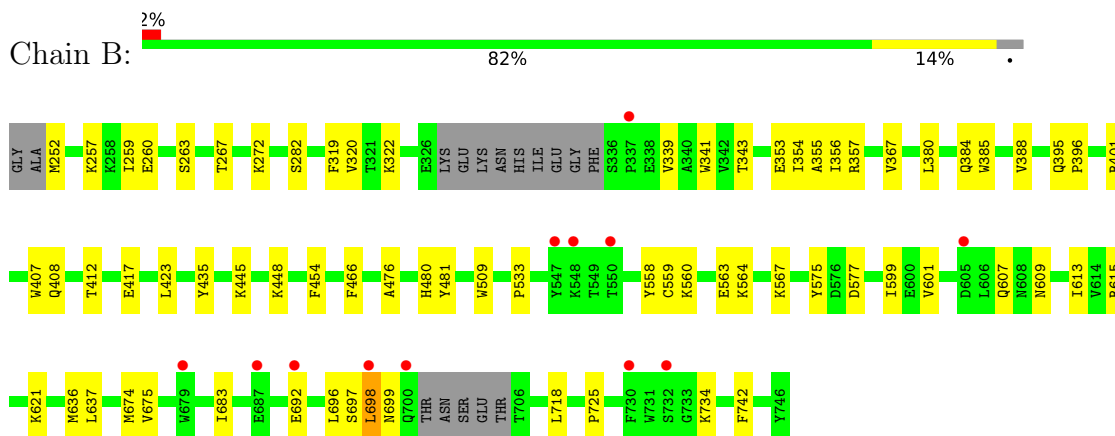 2%
Chain B:
82% 14% •
GLY ALA M252 K257 K258 I259 E260 S263 T267 K272 S282 F319 V320 T321 K322 E326 LYS GLU LYS ASN HIS ILE GLU GLY PHE S336 P337 E338 V339 A340 W341 V342 T343 E353 I354 A355 I356 R357 V367 L380 Q384 W385 V388 Q395 P396
W407 Q408 T412 E417 L423 Y435 K445 K448 F454 F466 A476 H480 Y481 W509 P533 Y547 K548 T549 T550 Y558 C559 K560 E563 K564 K567 Y575 D576 D577 I599 E600 V601 D605 L606 Q607 N608 N609 I613 V614
K621 M636 L637 M674 V675 W679 I683 E687 E692 L696 S697 L698 N699 Q700 THR ASN SER GLU THR T706 L718 P725 F730 W731 S732 G733 K734 F742 Y746